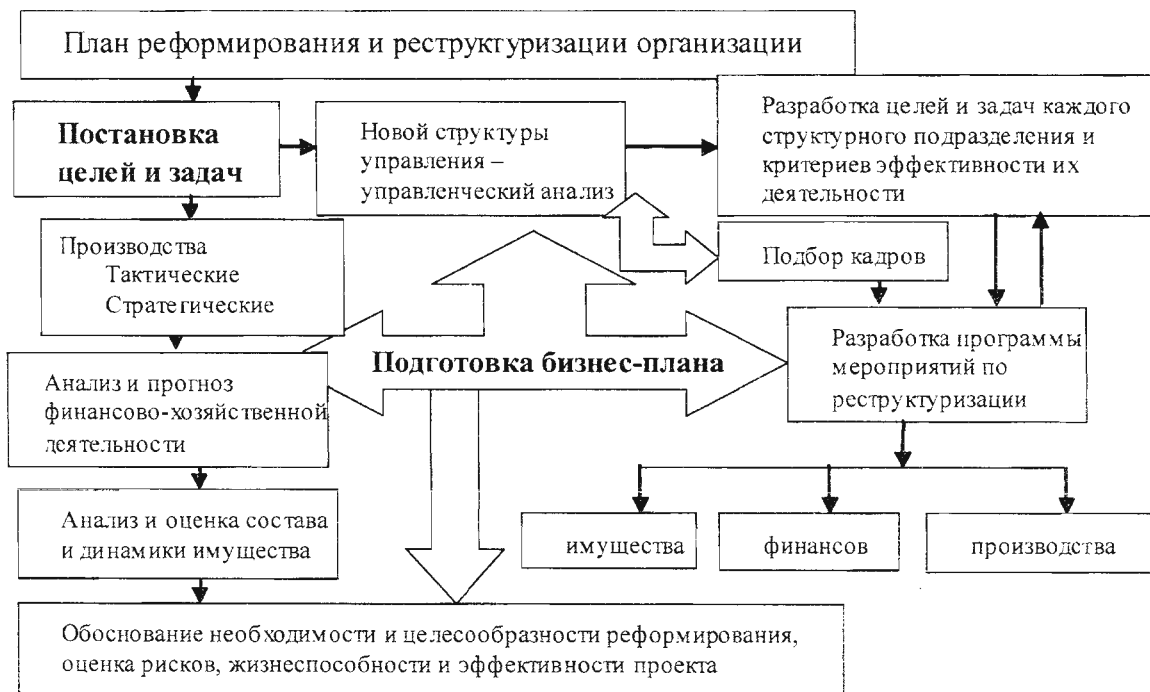 План реформирования и реструктуризации организации
Постановка
целей и задач
Новой структуры
управления –
управленческий анализ
Разработка целей и задач каждого
структурного подразделения и
критериев эффективности их
деятельности
Производства
Тактические
Стратегические
Подбор кадров
Подготовка бизнес-плана
Разработка программы
мероприятий по
реструктуризации
Анализ и прогноз
финансово-хозяйственной
деятельности
Анализ и оценка состава
и динамики имущества
имущества
финансов
производства
Обоснование необходимости и целесообразности реформирования,
оценка рисков, жизнеспособности и эффективности проекта